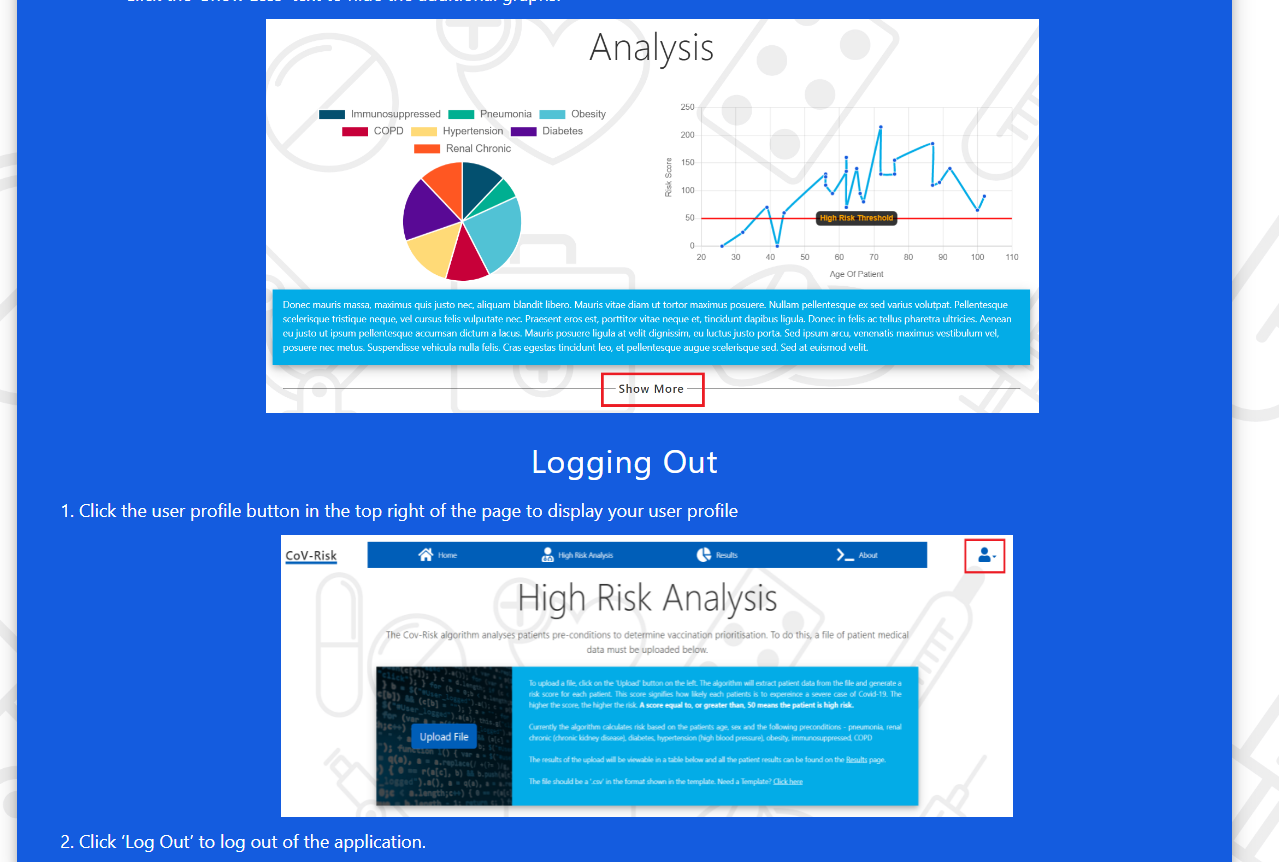 Click the 'Show Less' text to hide the additional graphs.
Analysis
Immunosuppressed Pneumonia Obesity
COPD Hypertension Diabetes
Renal Chronic
250
200
150
100
50
0
Risk Score
High Risk Threshold
20 30 40 50 60 70 80 90 100 110
Age Of Patient
Donec mauris massa, maximus quis justo nec, aliquam blandit libero. Mauris vitae diam ut tortor maximus posuere. Nullam pellentesque ex sed varius volutpat. Pellentesque
scelerisque tristique neque, vel cursus felis vulputate nec. Praesent eros est, porttitor vitae neque et, tincidunt dapibus ligula. Donec in felis ac tellus pharetra ultricies. Aenean
eu justo ut ipsum pellentesque accumsan dictum a lacus. Mauris posuere ligula at velit dignissim, eu luctus justo porta. Sed ipsum arcu, venenatis maximus vestibulum vel,
posuere nec metus. Suspendisse vehicula nulla felis. Cras egestas tincidunt leo, et pellentesque augue scelerisque sed. Sed at euismod velit.
Show More
Logging Out
1. Click the user profile button in the top right of the page to display your user profile
CoV-Risk Home High Risk Analysis Results About
High Risk Analysis
The Cov-Risk algorithm analyses patients pre-conditions to determine vaccination prioritisation. To do this, a file of patient medical
data must be uploaded below.
Upload File
To upload a file, click on the 'Upload' button on the left. The algorithm will extract patient data from the file and generate a
risk score for each patient. This score signifies how likely each patients is to expereince a severe case of Covid-19. The
higher the score, the higher the risk. A score equal to, or greater than, 50 means the patient is high risk.
Currently the algorithm calculates risk based on the patients age, sex and the following preconditions - pneumonia, renal
chronic (chronic kidney disease), diabetes, hypertension (high blood pressure), obesity, immunosuppressed, COPD
The results of the upload will be viewable in a table below and all the patient results can be found on the Results page.
The file should be a '.csv' in the format shown in the template. Need a Template? Click here
2. Click ‘Log Out’ to log out of the application.